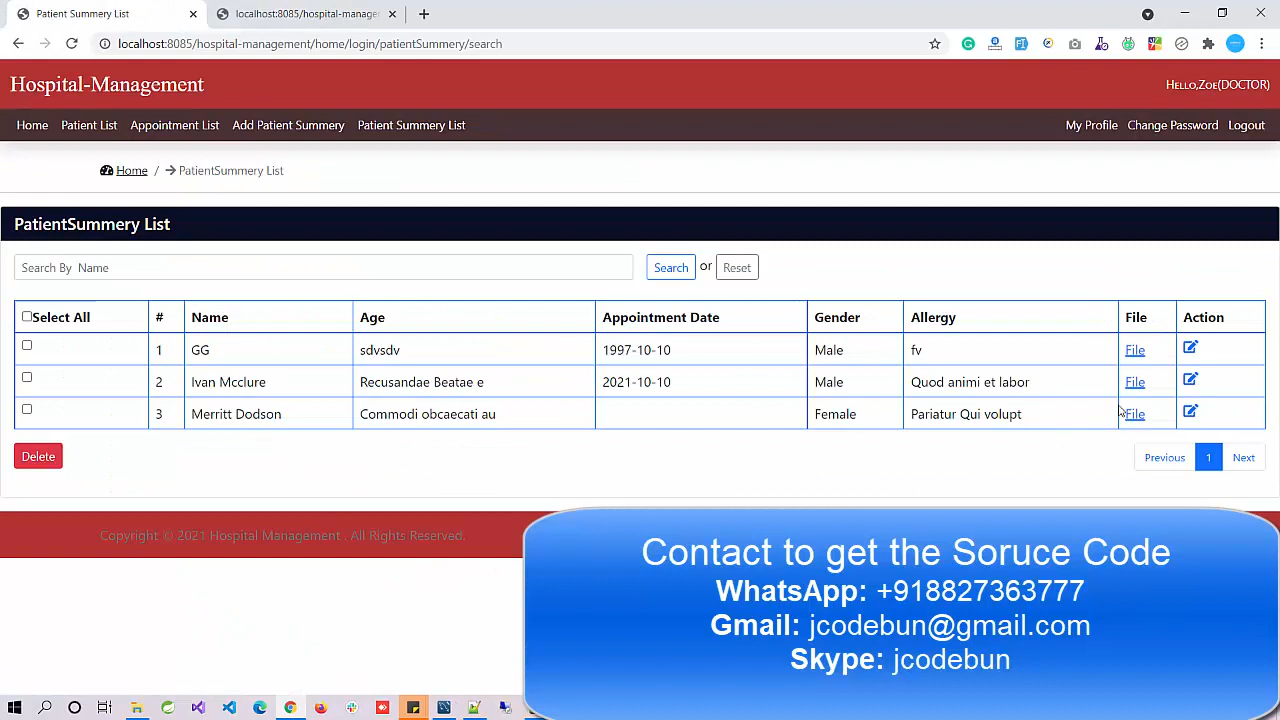 Patient Summary List
localhost:8085/hospital-manage
localhost:8085/hospital-management/home/login/patientSummery/search
Hospital-Management
Hello,Zoe(DOCTOR)
Home Patient List Appointment List Add Patient Summery Patient Summery List
My Profile Change Password Logout
Home / PatientSummery List
PatientSummery List
Search By Name
Search or Reset
Select All # Name Age Appointment Date Gender Allergy File Action
1 GG sdvsdv 1997-10-10 Male fv File
2 Ivan Mcclure Recusandae Beatae e 2021-10-10 Male Quod animi et labor File
3 Merritt Dodson Commodi obcaecati au Female Pariatur Qui volupt File
Delete
Previous 1 Next
Copyright © 2021 Hospital Management . All Rights Reserved.
Contact to get the Soruce Code
WhatsApp: +918827363777
Gmail: jcodebun@gmail.com
Skype: jcodebun